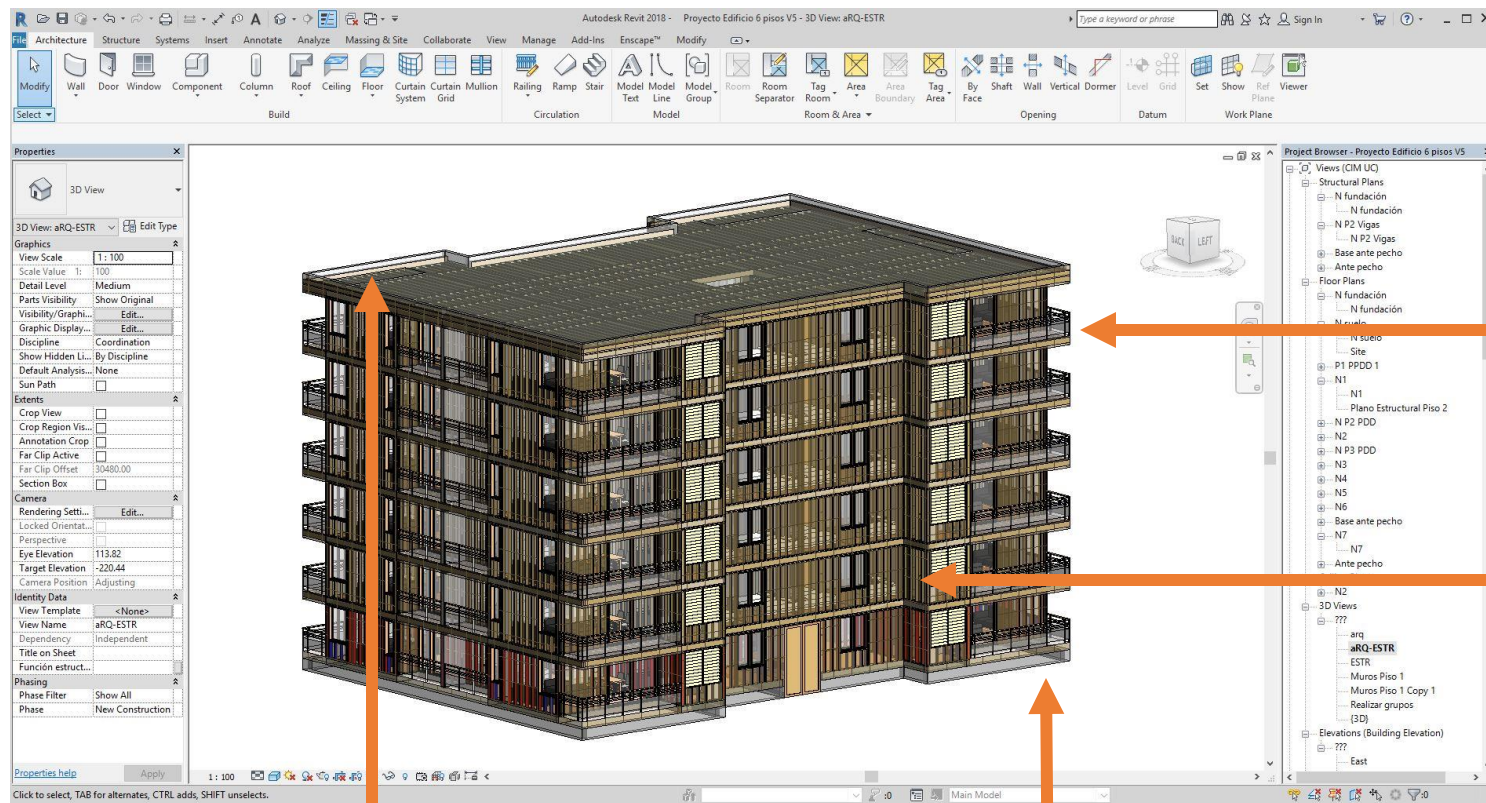 Autodesk Revit 2018 - Proyecto Edificio 6 pisos V5 - 3D View: aRQ-ESTR
Type a keyword or phrase
Sign In
File Architecture Structure Systems Insert Annotate Analyze Massing & Site Collaborate View Manage Add-Ins Enscape™ Modify
Modify Wall Door Window Component Column Roof Ceiling Floor Curtain System Curtain Grid Mullion Railing Ramp Stair Model Text Model Line Model Group Room Room Separator Tag Room Area Area Boundary Tag Area By Face Shaft Wall Vertical Dormer Level Grid Set Show Ref Plane Viewer
Select Build Circulation Model Room & Area Opening Datum Work Plane
Properties
3D View
3D View: aRQ-ESTR Edit Type
Graphics
View Scale 1 : 100
Scale Value 1: 100
Detail Level Medium
Parts Visibility Show Original
Visibility/Graphi... Edit...
Graphic Display... Edit...
Discipline Coordination
Show Hidden Li... By Discipline
Default Analysis... None
Sun Path
Extents
Crop View
Crop Region Vis...
Annotation Crop
Far Clip Active
Far Clip Offset 30480.00
Section Box
Camera
Rendering Setti... Edit...
Locked Orientat...
Perspective
Eye Elevation 113.82
Target Elevation -220.44
Camera Position Adjusting
Identity Data
View Template <None>
View Name aRQ-ESTR
Dependency Independent
Title on Sheet
Función estruct...
Phasing
Phase Filter Show All
Phase New Construction
Properties help Apply
BACK LEFT
Project Browser - Proyecto Edificio 6 pisos V5
Views (CIM UC)
Structural Plans
N fundación
N fundación
N P2 Vigas
N P2 Vigas
Base ante pecho
Ante pecho
Floor Plans
N fundación
N fundación
N suelo
N suelo
Site
P1 PPDD 1
N1
N1
Plano Estructural Piso 2
N P2 PDD
N2
N P3 PDD
N3
N4
N5
N6
Base ante pecho
N7
N7
Ante pecho
N2
3D Views
???
arq
aRQ-ESTR
ESTR
Muros Piso 1
Muros Piso 1 Copy 1
Realizar grupos
{3D}
Elevations (Building Elevation)
???
East
1 : 100
Click to select, TAB for alternates, CTRL adds, SHIFT unselects.
:0 Main Model
:0